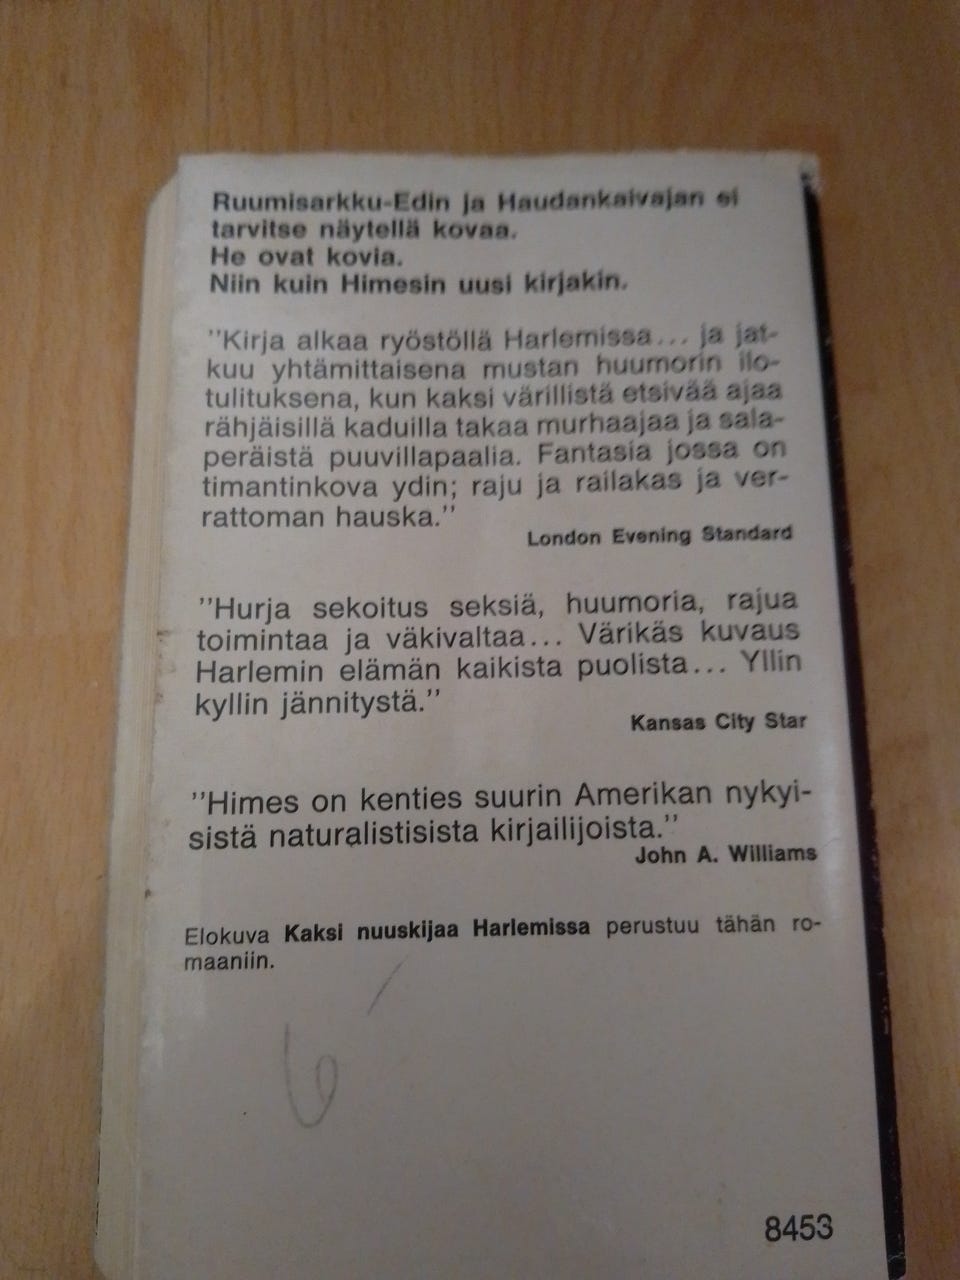 Ruumisarkku-Edin ja Haudankaivajan ei
tarvitse näytellä kovaa.
He ovat kovia.
Niin kuin Himesin uusi kirjakin.
"Kirja alkaa ryöstöllä Harlemissa... ja jat-
kuu yhtämittaisena mustan huumorin ilo-
tulituksena, kun kaksi värillistä etsivää ajaa
rähjäisillä kaduilla takaa murhaajaa ja sala-
peräistä puuvillapaalia. Fantasia jossa on
timantinkova ydin; raju ja railakas ja ver-
rattoman hauska."
London Evening Standard
"Hurja sekoitus seksiä, huumoria, rajua
toimintaa ja väkivaltaa... Värikäs kuvaus
Harlemin elämän kaikista puolista... Yllin
kyllin jännitystä."
Kansas City Star
"Himes on kenties suurin Amerikan nykyi-
sistä naturalistisista kirjailijoista."
John A. Williams
Elokuva Kaksi nuuskijaa Harlemissa perustuu tähän ro-
maaniin.
6
8453